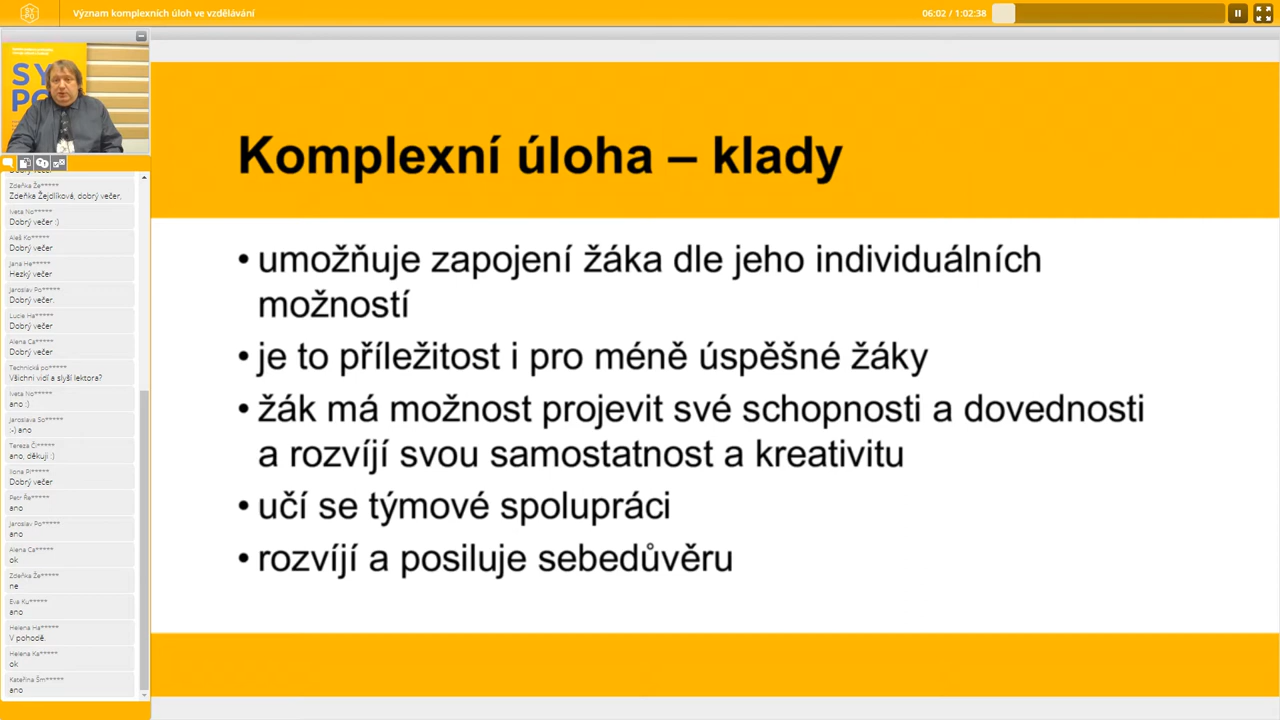 Význam komplexních úloh ve vzdělávání
06:02 / 1:02:38
SY
PO
Komplexní úloha – klady
• umožňuje zapojení žáka dle jeho individuálních
možností
• je to příležitost i pro méně úspěšné žáky
• žák má možnost projevit své schopnosti a dovednosti
a rozvíjí svou samostatnost a kreativitu
• učí se týmové spolupráci
• rozvíjí a posiluje sebedůvěru
Zdeňka Že*****
Zdeňka Žejdlíková, dobrý večer,
Iveta No*****
Dobrý večer :)
Aleš Ko*****
Dobrý večer
Jana Ha*****
Hezký večer
Jaroslav Po*****
Dobrý večer.
Lucie Ha*****
Dobrý večer
Alena Ca*****
Dobrý večer
Technická po*****
Všichni vidí a slyší lektora?
Iveta No*****
ano :)
Jaroslava So*****
:-) ano
Tereza Či*****
ano, děkuji :)
Ilona Pl*****
Dobrý večer
Petr Ře*****
ano
Jaroslav Po*****
ano
Alena Ca*****
ok
Zdeňka Že*****
ne
Eva Ku*****
ano
Helena Ha*****
V pohodě.
Helena Ka*****
ok
Kateřina Šm*****
ano